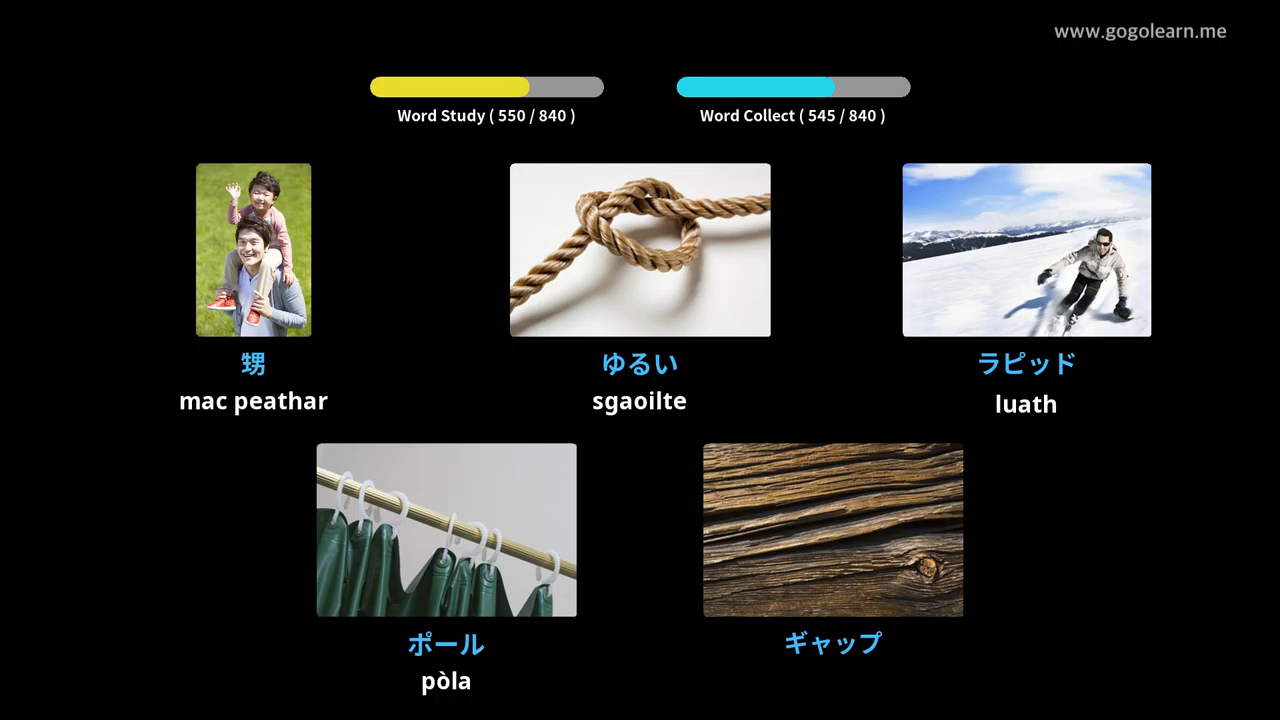 www.gogolearn.me
Word Study ( 550 / 840 )
Word Collect ( 545 / 840 )
甥
mac peathar
ゆるい
sgaoilte
ラピッド
luath
ポール
pòla
ギャップ